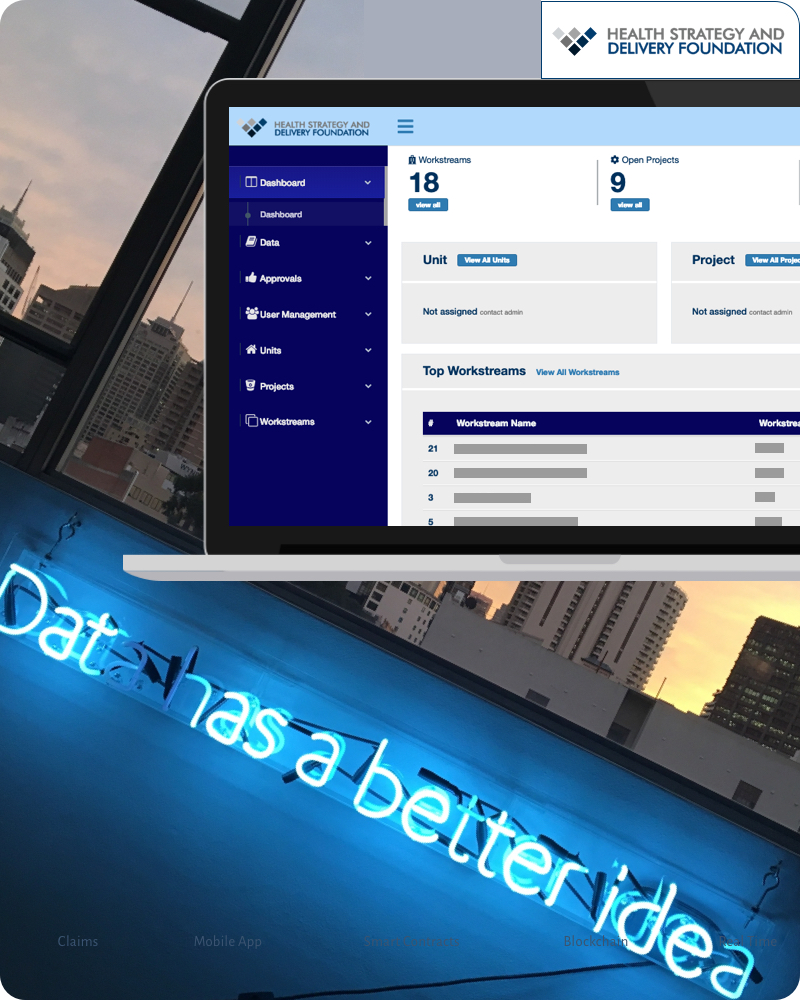 HEALTH STRATEGY AND
DELIVERY FOUNDATION
HEALTH STRATEGY AND
DELIVERY FOUNDATION
Dashboard
Dashboard
Data
Approvals
User Management
Units
Projects
Workstreams
Workstreams
18
view all
Open Projects
9
view all
Unit View All Units
Not assigned contact admin
Project
Not assigned contact admin
Top Workstreams View All Workstreams
# Workstream Name
21
20
3
5
Data has a better idea
Claims Mobile App Blockchain